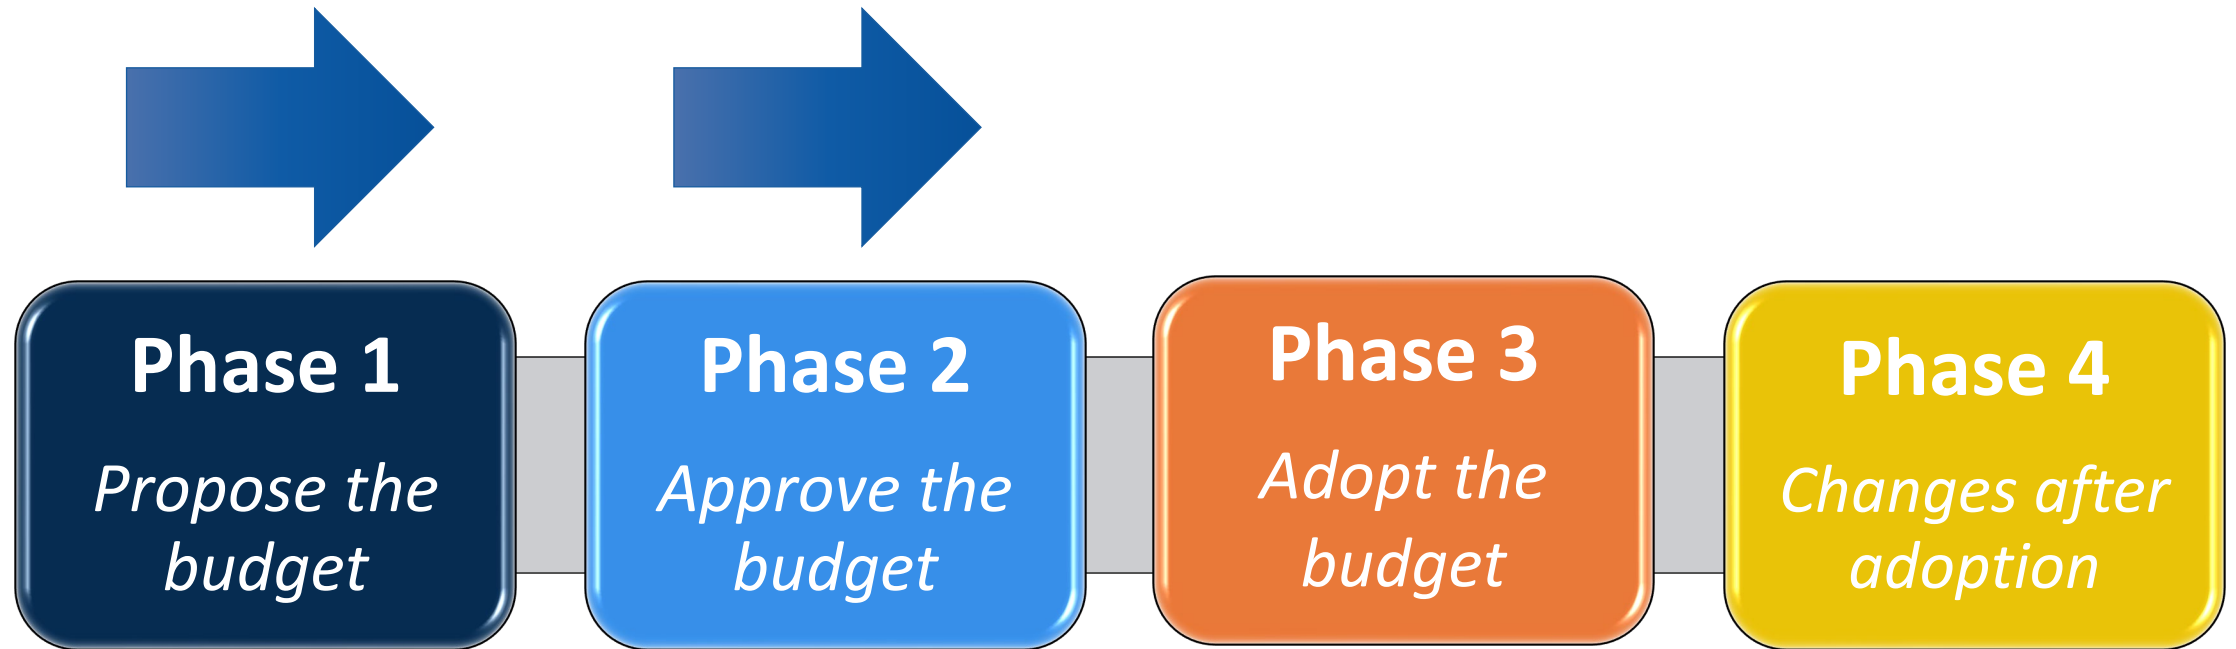 Phase 1
Propose the
budget
Phase 2
Approve the
budget
Phase 3
Adopt the
budget
Phase 4
Changes after
adoption